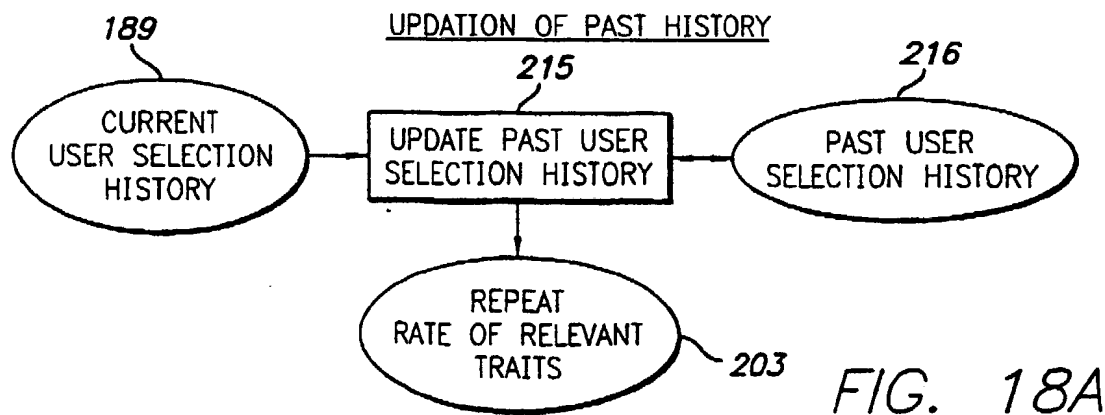 UPDATION OF PAST HISTORY
189
CURRENT
USER SELECTION
HISTORY
215
UPDATE PAST USER
SELECTION HISTORY
216
PAST USER
SELECTION HISTORY
REPEAT
RATE OF RELEVANT
TRAITS
203
FIG. 18A